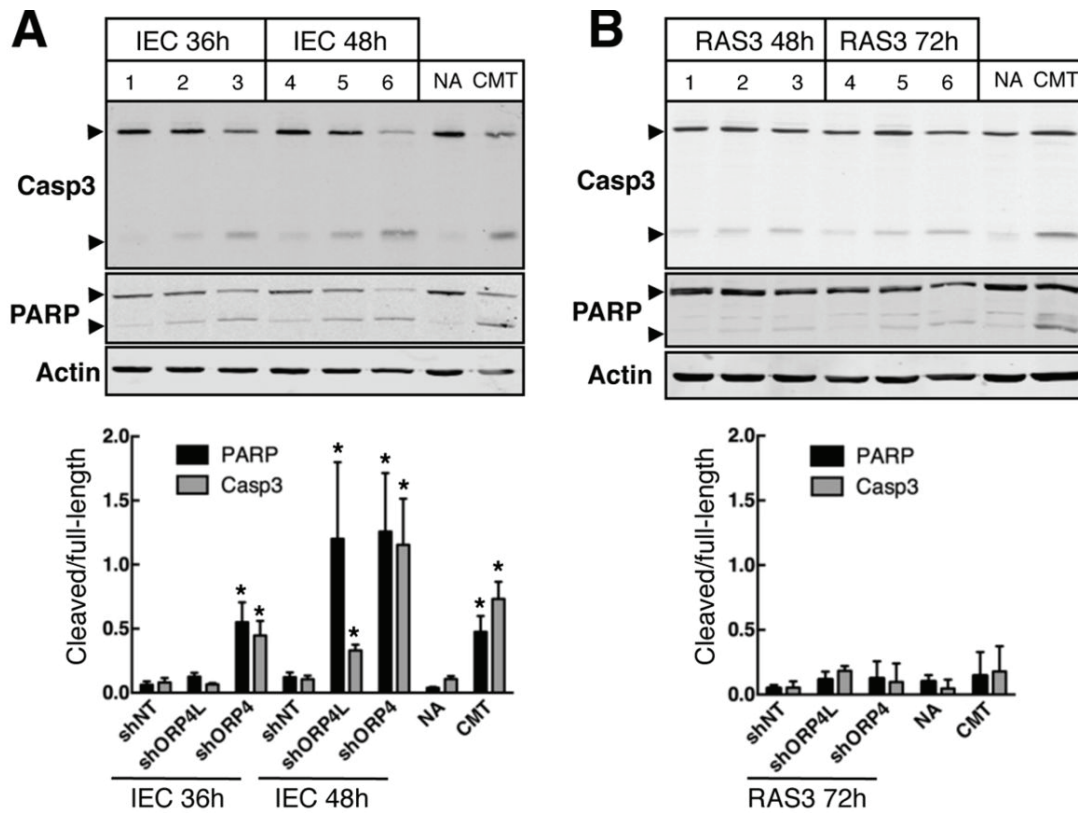 A
IEC 36h IEC 48h
1 2 3 4 5 6 NA CMT
Casp3
PARP
Actin
2.0
1.5
1.0
0.5
0.0
Cleaved/full-length
PARP
Casp3
* * * * * * * *
shNT shORP4L shORP4 shNT shORP4L shORP4 NA CMT
IEC 36h IEC 48h
B
RAS3 48h RAS3 72h
1 2 3 4 5 6 NA CMT
Casp3
PARP
Actin
2.0
1.5
1.0
0.5
0.0
Cleaved/full-length
PARP
Casp3
shNT shORP4L shORP4 NA CMT
RAS3 72h